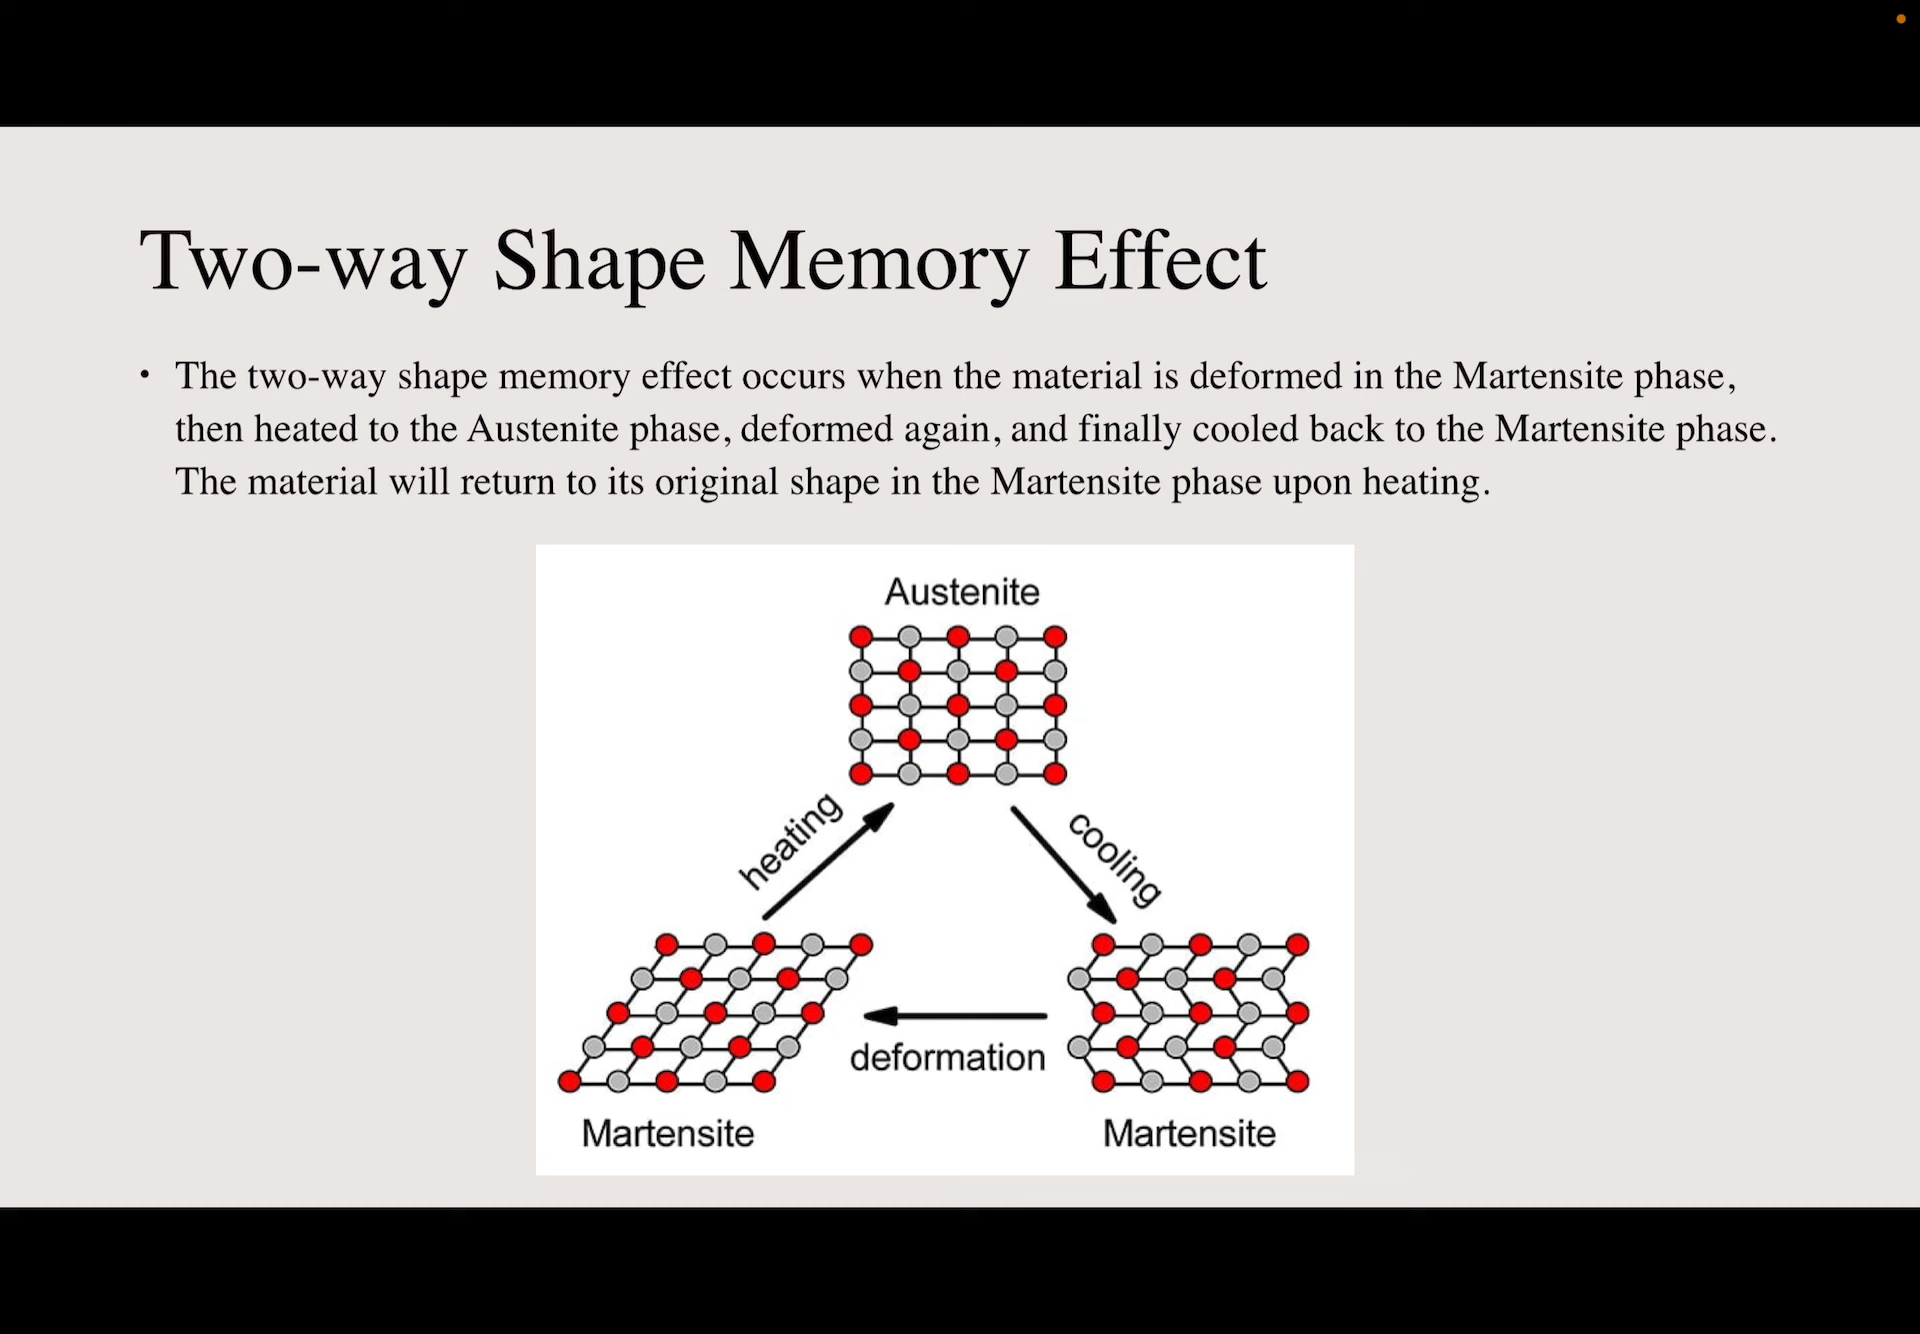 Two-way Shape Memory Effect
• The two-way shape memory effect occurs when the material is deformed in the Martensite phase,
then heated to the Austenite phase, deformed again, and finally cooled back to the Martensite phase.
The material will return to its original shape in the Martensite phase upon heating.
Austenite
heating
cooling
deformation
Martensite
Martensite